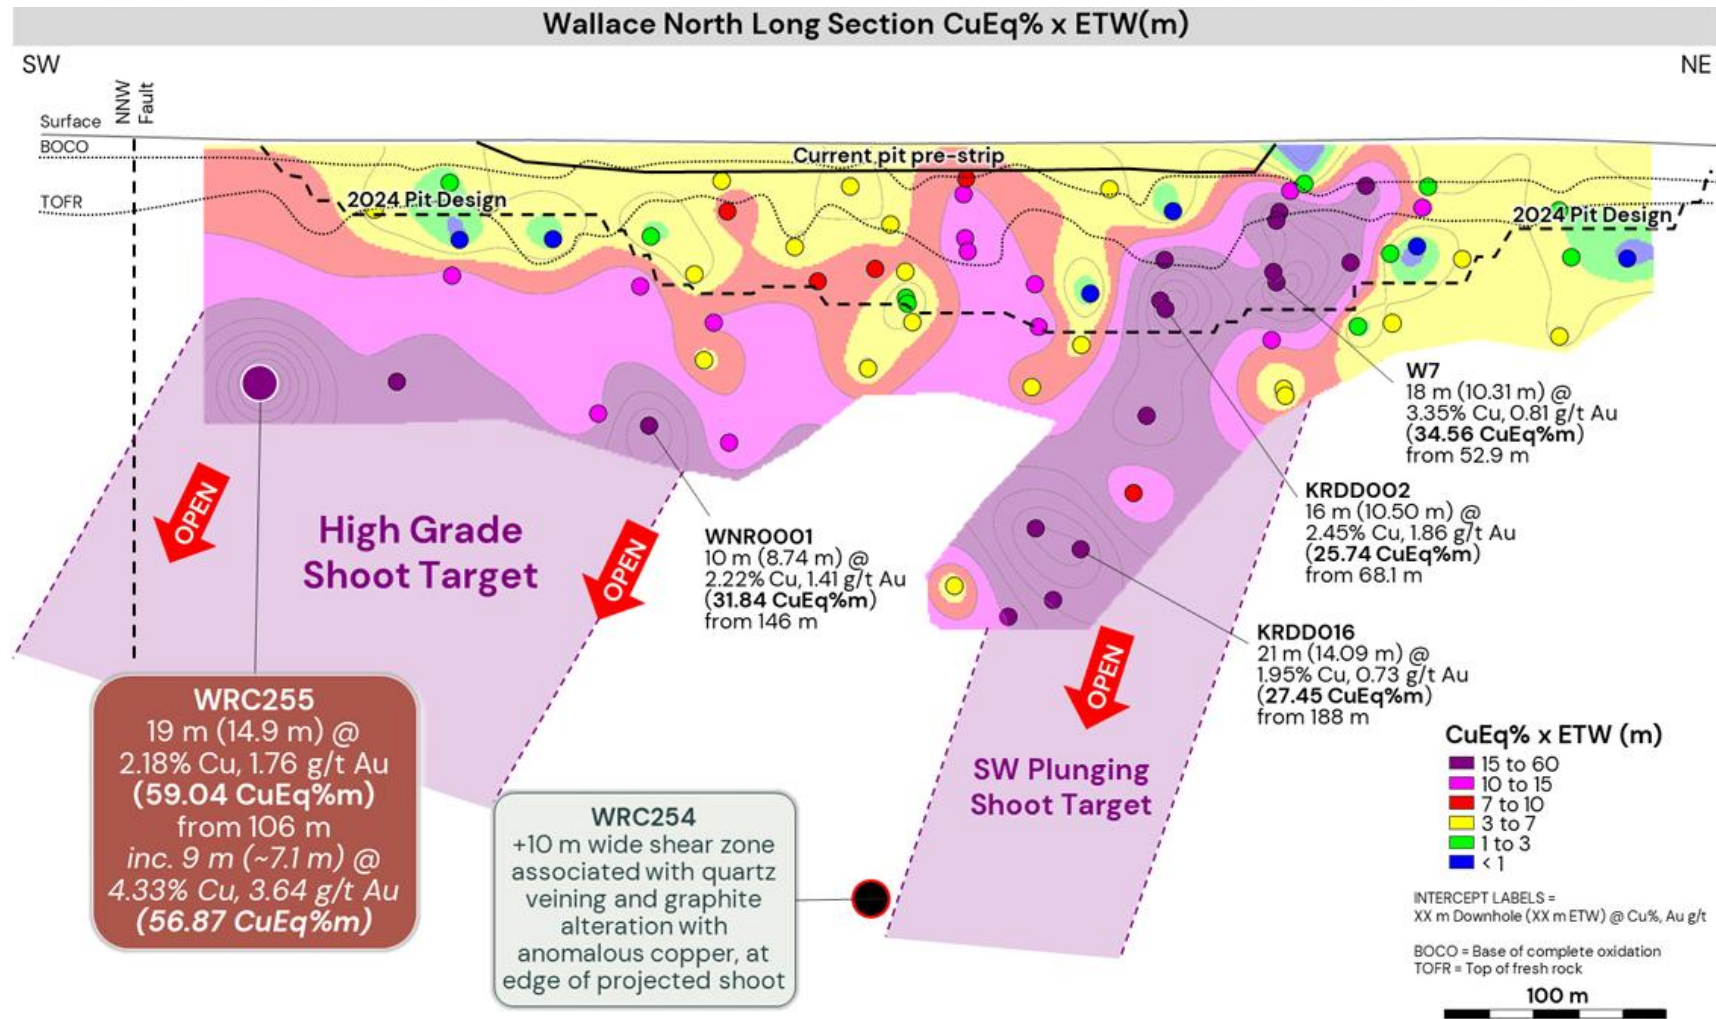 Wallace North Long Section CuEq% x ETW(m)
SW
NE
NNW
Fault
Surface
BOCO
TOFR
Current pit pre-strip
2024 Pit Design
2024 Pit Design
OPEN
OPEN
OPEN
High Grade
Shoot Target
SW Plunging
Shoot Target
W7
18 m (10.31 m) @
3.35% Cu, 0.81 g/t Au
(34.56 CuEq%m)
from 52.9 m
KRDD002
16 m (10.50 m) @
2.45% Cu, 1.86 g/t Au
(25.74 CuEq%m)
from 68.1 m
WNR0001
10 m (8.74 m) @
2.22% Cu, 1.41 g/t Au
(31.84 CuEq%m)
from 146 m
KRDD016
21 m (14.09 m) @
1.95% Cu, 0.73 g/t Au
(27.45 CuEq%m)
from 188 m
WRC255
19 m (14.9 m) @
2.18% Cu, 1.76 g/t Au
(59.04 CuEq%m)
from 106 m
inc. 9 m (~7.1 m) @
4.33% Cu, 3.64 g/t Au
(56.87 CuEq%m)
WRC254
+10 m wide shear zone
associated with quartz
veining and graphite
alteration with
anomalous copper, at
edge of projected shoot
CuEq% x ETW (m)
15 to 60
10 to 15
7 to 10
3 to 7
1 to 3
< 1
INTERCEPT LABELS =
XX m Downhole (XX m ETW) @ Cu%, Au g/t
BOCO = Base of complete oxidation
TOFR = Top of fresh rock
100 m